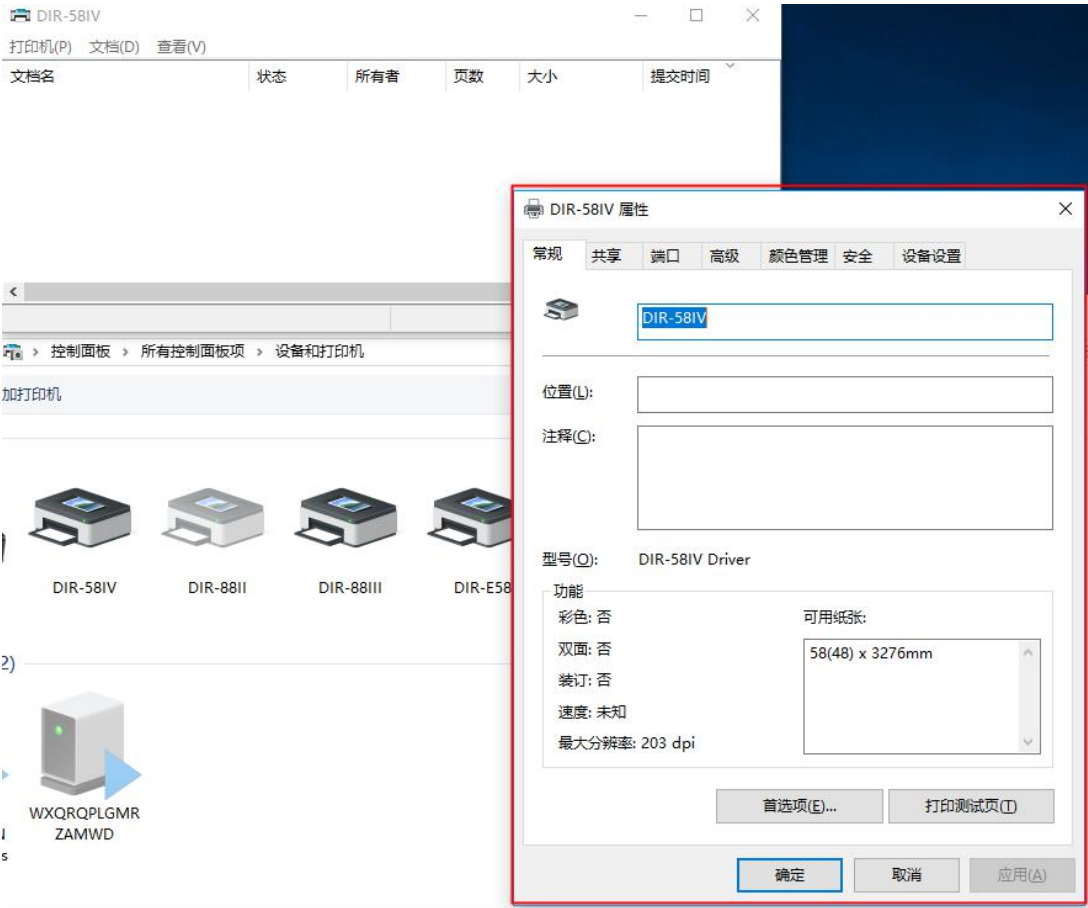 DIR-58IV
打印机(P) 文档(D) 查看(V)
文档名 状态 所有者 页数 大小 提交时间
控制面板 › 所有控制面板项 › 设备和打印机
加打印机
DIR-58IV DIR-88II DIR-88III DIR-E58
2)
WXQRQPLGMR
ZAMWD
s
DIR-58IV 属性
常规 共享 端口 高级 颜色管理 安全 设备设置
DIR-58IV
位置(L):
注释(C):
型号(O): DIR-58IV Driver
功能
彩色: 否
双面: 否
装订: 否
速度: 未知
最大分辨率: 203 dpi
可用纸张:
58(48) x 3276mm
首选项(E)... 打印测试页(T)
确定 取消 应用(A)